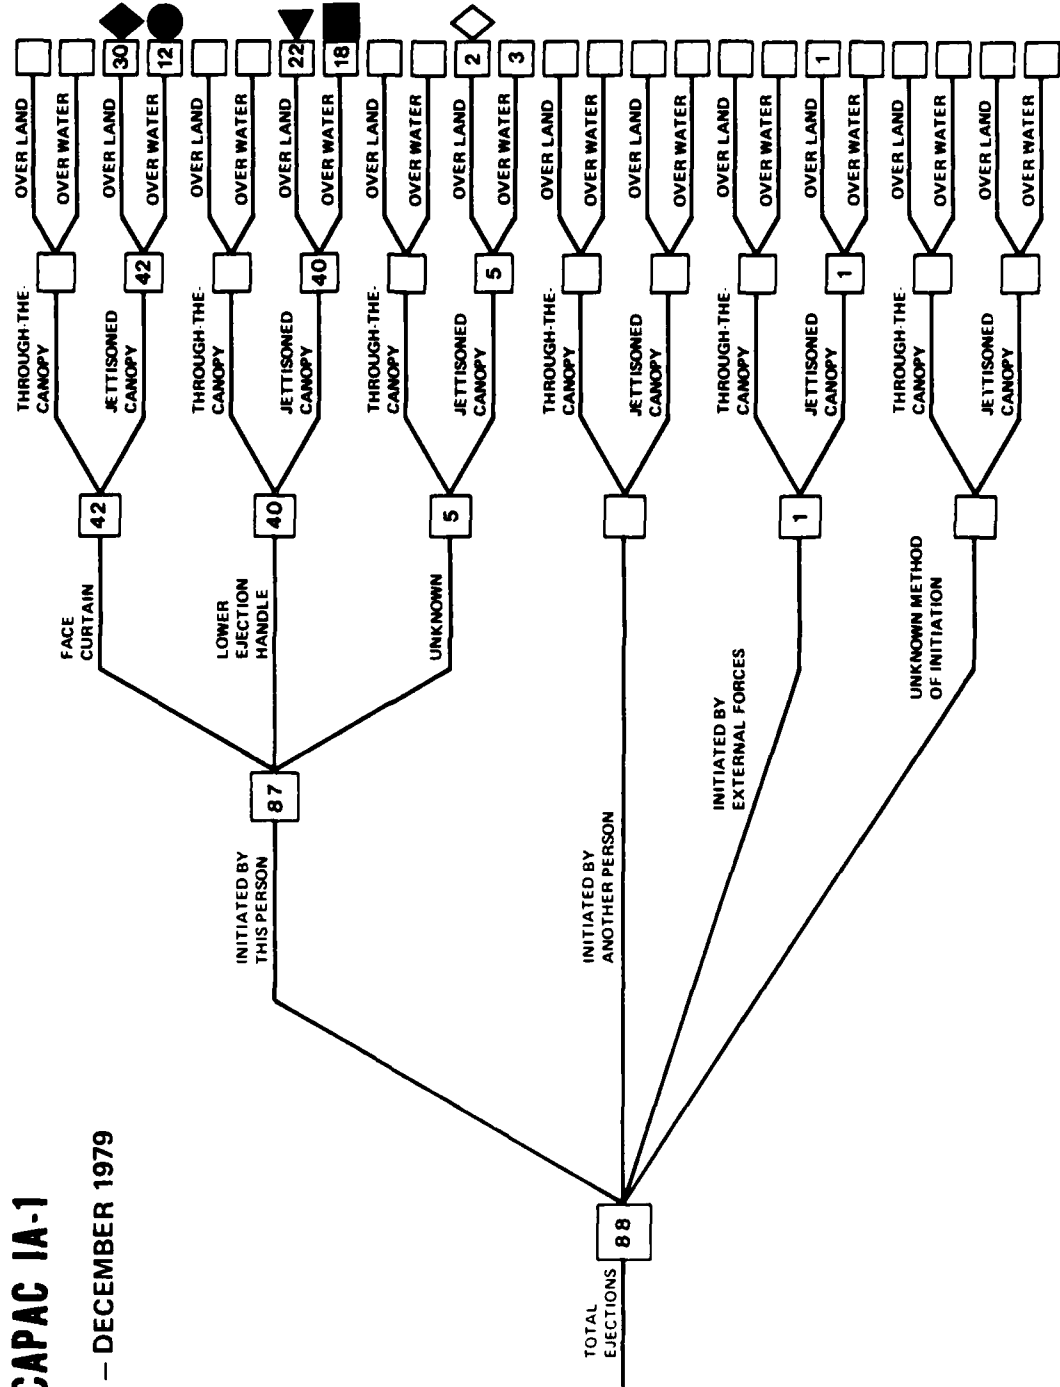 CAPAC IA-1
– DECEMBER 1979
TOTAL
EJECTIONS
88
INITIATED BY
THIS PERSON
87
FACE
CURTAIN
42
THROUGH-THE-
CANOPY
OVER LAND
OVER WATER
JETTISONED
CANOPY
42
OVER LAND
30
OVER WATER
12
LOWER
EJECTION
HANDLE
40
THROUGH-THE-
CANOPY
OVER LAND
OVER WATER
JETTISONED
CANOPY
40
OVER LAND
22
OVER WATER
18
UNKNOWN
5
THROUGH-THE-
CANOPY
OVER LAND
OVER WATER
JETTISONED
CANOPY
5
OVER LAND
2
OVER WATER
3
INITIATED BY
ANOTHER PERSON
THROUGH-THE-
CANOPY
OVER LAND
OVER WATER
JETTISONED
CANOPY
OVER LAND
OVER WATER
INITIATED BY
EXTERNAL FORCES
1
THROUGH-THE-
CANOPY
OVER LAND
OVER WATER
JETTISONED
CANOPY
1
OVER LAND
1
OVER WATER
UNKNOWN METHOD
OF INITIATION
THROUGH-THE-
CANOPY
OVER LAND
OVER WATER
JETTISONED
CANOPY
OVER LAND
OVER WATER